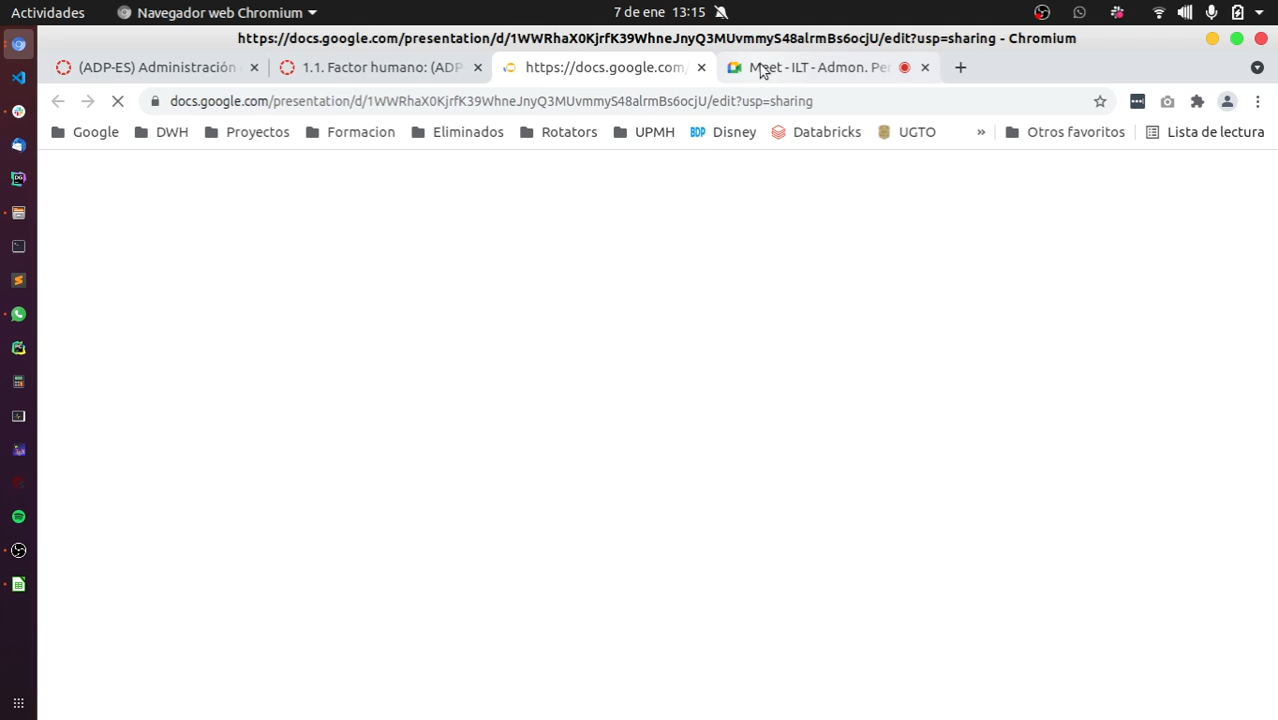 Actividades
Navegador web Chromium
7 de ene 13:15
https://docs.google.com/presentation/d/1WWRhaX0KjrfK39WhneJnyQ3MUvmmyS48alrmBs6ocjU/edit?usp=sharing - Chromium
(ADP-ES) Administración
1.1. Factor humano: (ADP
https://docs.google.com/
Meet - ILT - Admon. Per
docs.google.com/presentation/d/1WWRhaX0KjrfK39WhneJnyQ3MUvmmyS48alrmBs6ocjU/edit?usp=sharing
Google DWH Proyectos Formacion Eliminados Rotators UPMH BDP Disney Databricks UGTO » Otros favoritos Lista de lectura